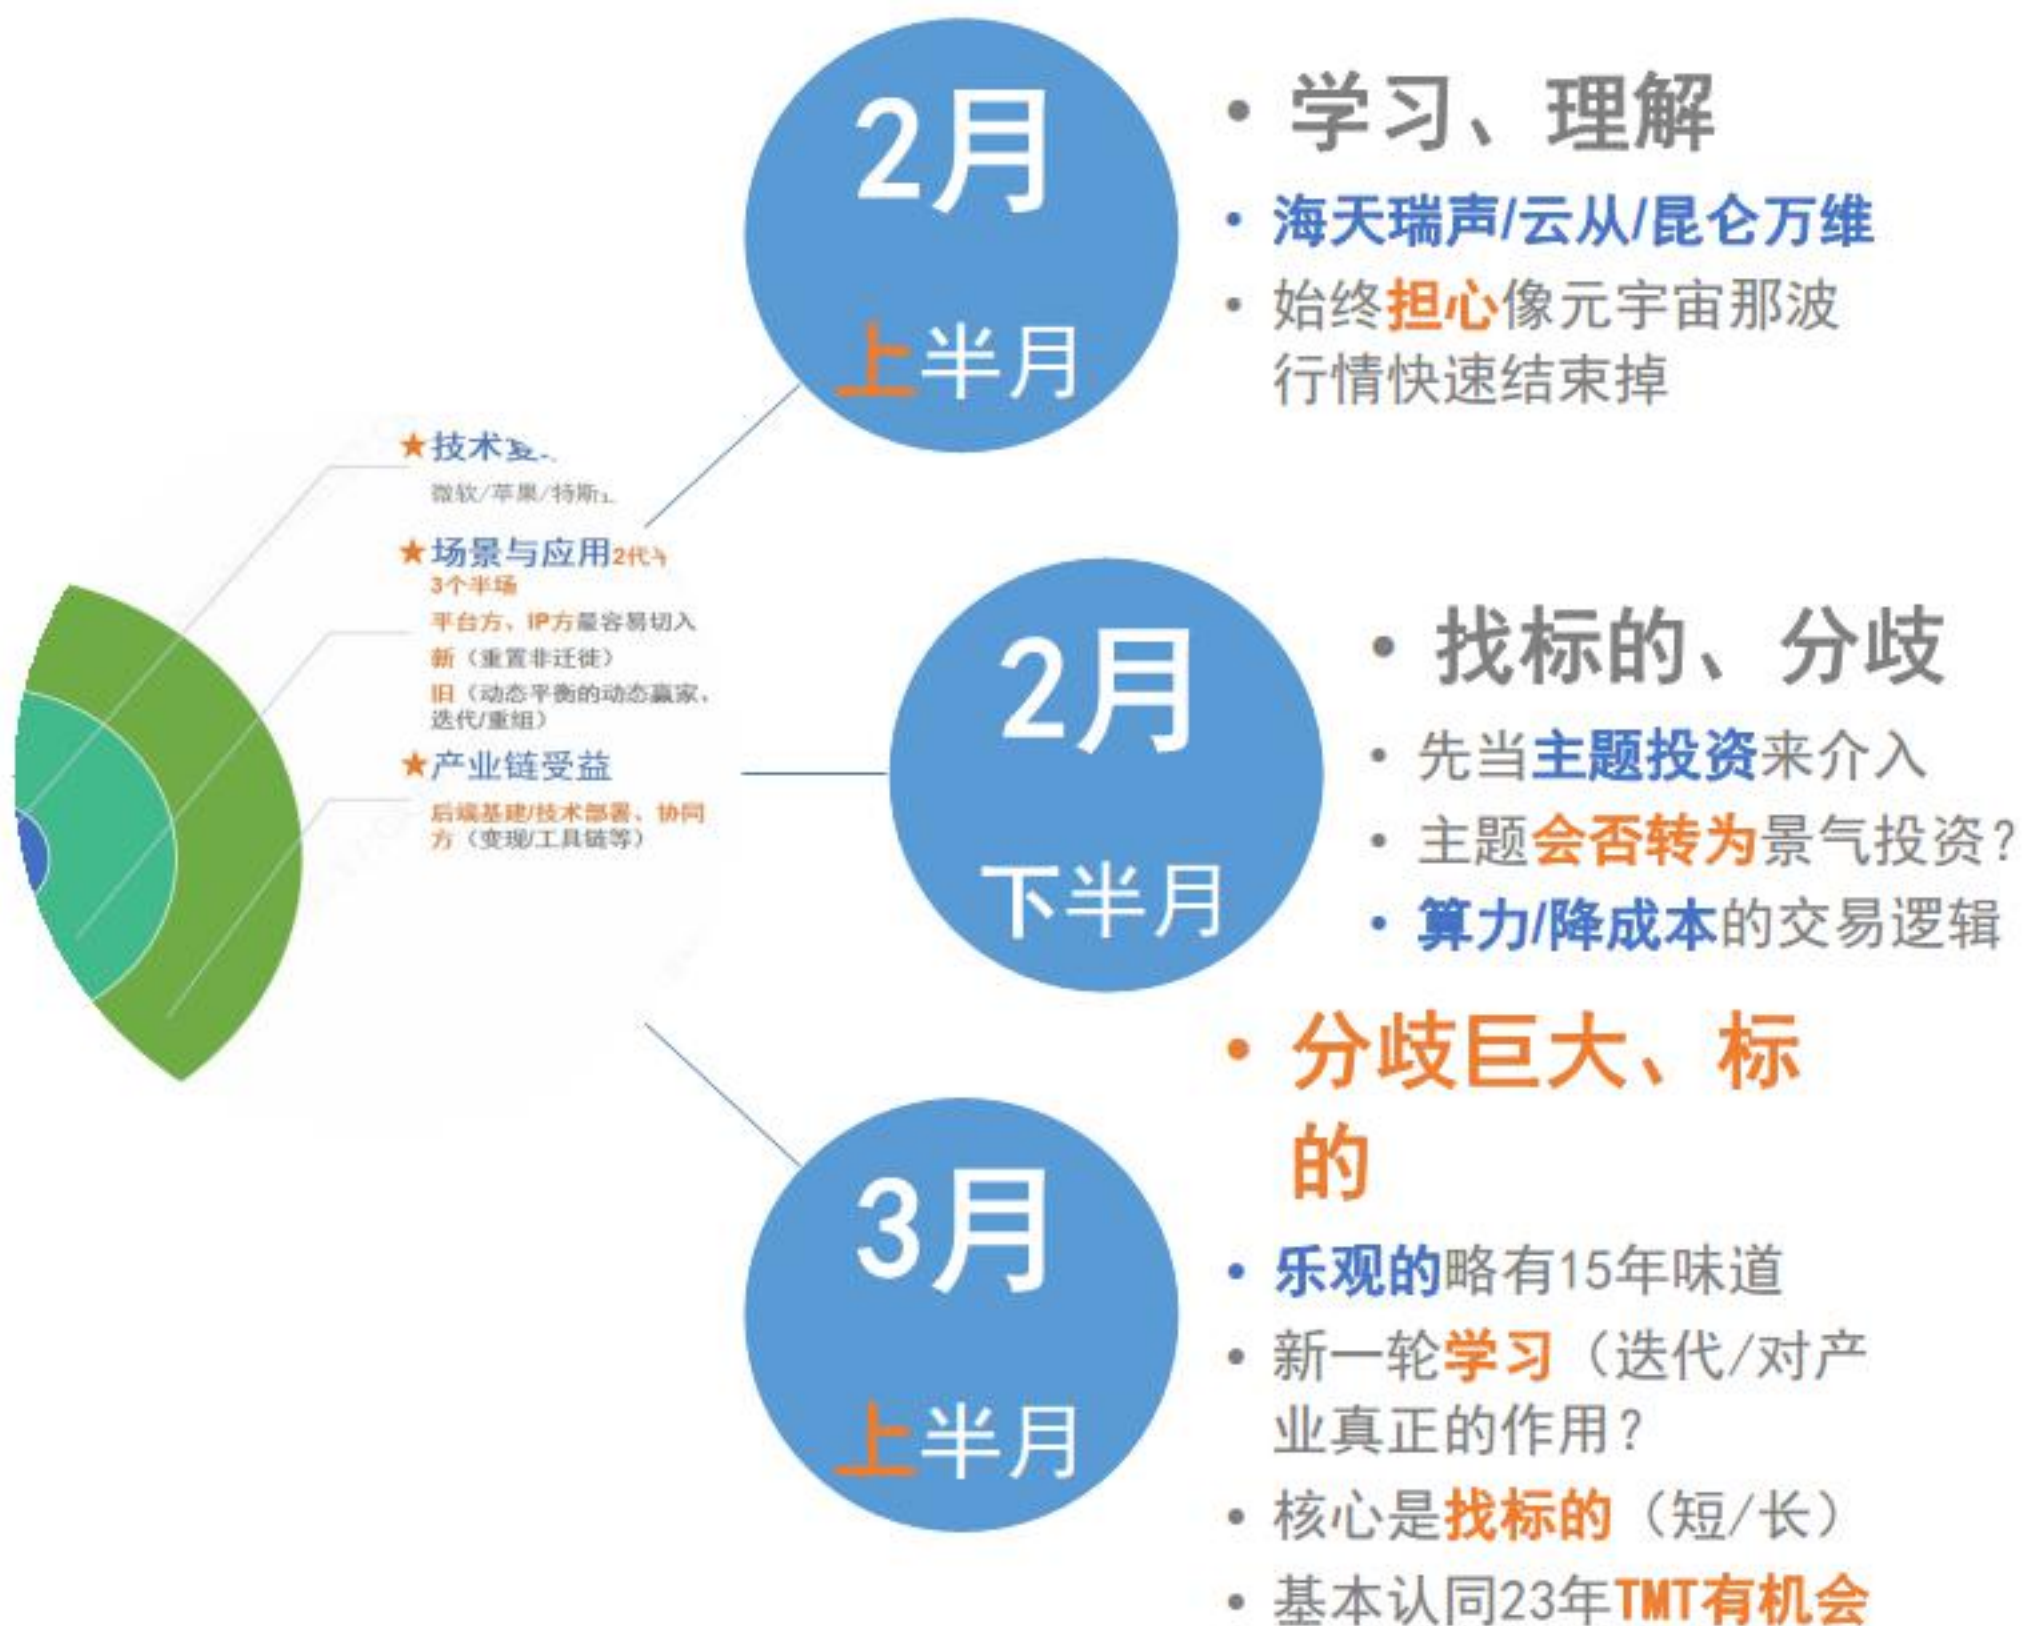 ★技术
微软/苹果/特斯
★场景与应用2代
3个半场
平台方、IP方最容易切入
新（重置非迁徙）
旧（动态平衡的动态赢家、
迭代/重组）
★产业链受益
后端基建/技术部署、协同
方（变现/工具链等）
2月
上半月
• 学习、理解
• 海天瑞声/云从/昆仑万维
• 始终担心像元宇宙那波
行情快速结束掉
2月
下半月
• 找标的、分歧
• 先当主题投资来介入
• 主题会否转为景气投资？
• 算力/降成本的交易逻辑
3月
上半月
• 分歧巨大、标
的
• 乐观的略有15年味道
• 新一轮学习（迭代/对产
业真正的作用？
• 核心是找标的（短/长）
• 基本认同23年TMT有机会